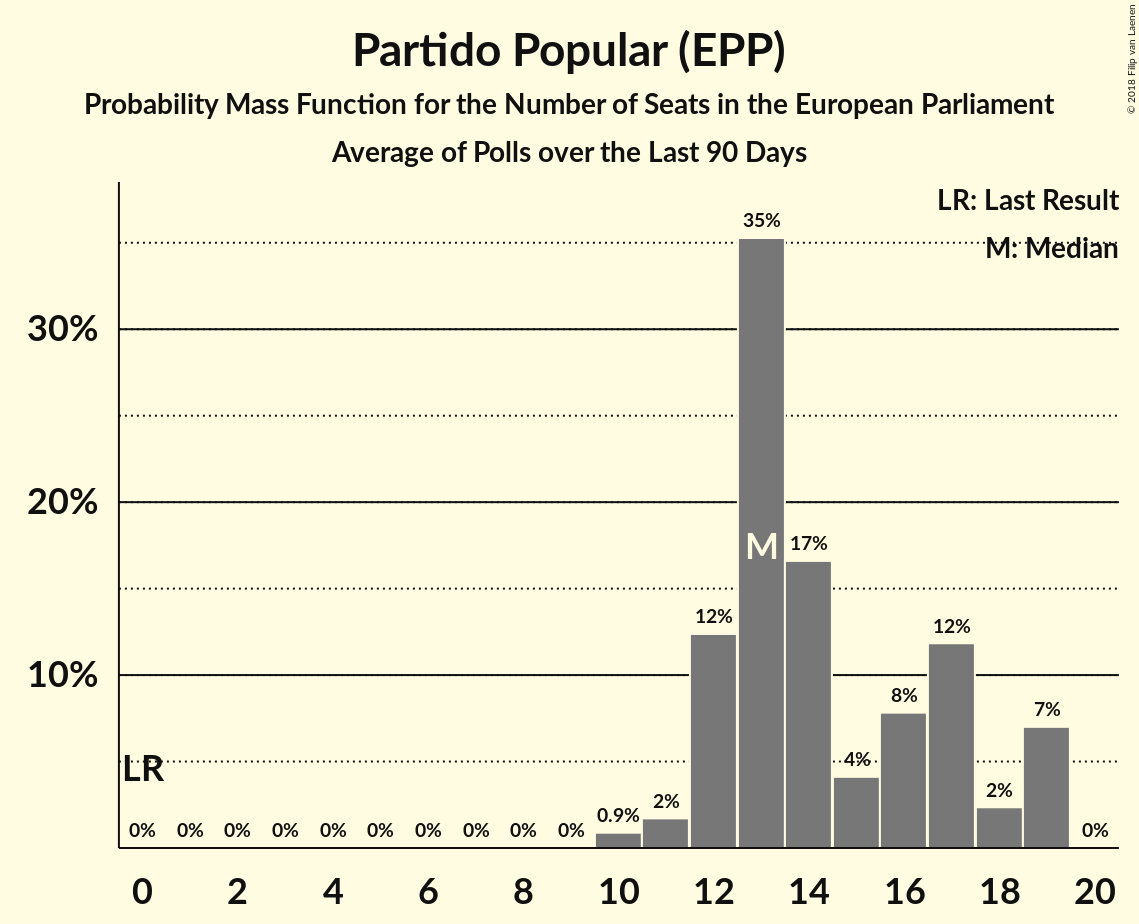 Partido Popular (EPP)
Probability Mass Function for the Number of Seats in the European Parliament
Average of Polls over the Last 90 Days
© 2018 Filip van Laenen
LR: Last Result
M: Median
35%
30%
20%
M
17%
12%
12%
10%
8%
7%
LR
4%
2%
2%
0.9%
0% 0% 0% 0% 0% 0% 0% 0% 0% 0% 0%
0 2 4 6 8 10 12 14 16 18 20